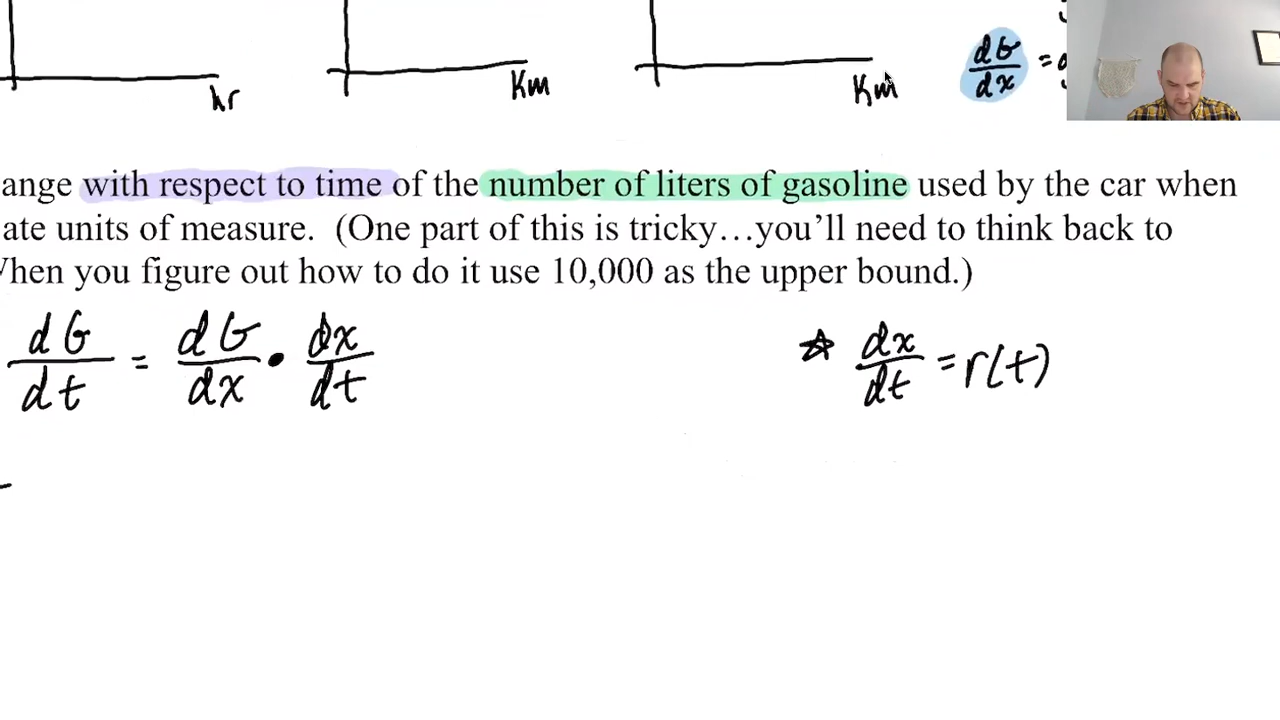 hr
Km
Km
dG/dx =
ange with respect to time of the number of liters of gasoline used by the car when
ate units of measure. (One part of this is tricky…you'll need to think back to
When you figure out how to do it use 10,000 as the upper bound.)
dG/dt = dG/dx • dx/dt
☆ dx/dt = r(t)